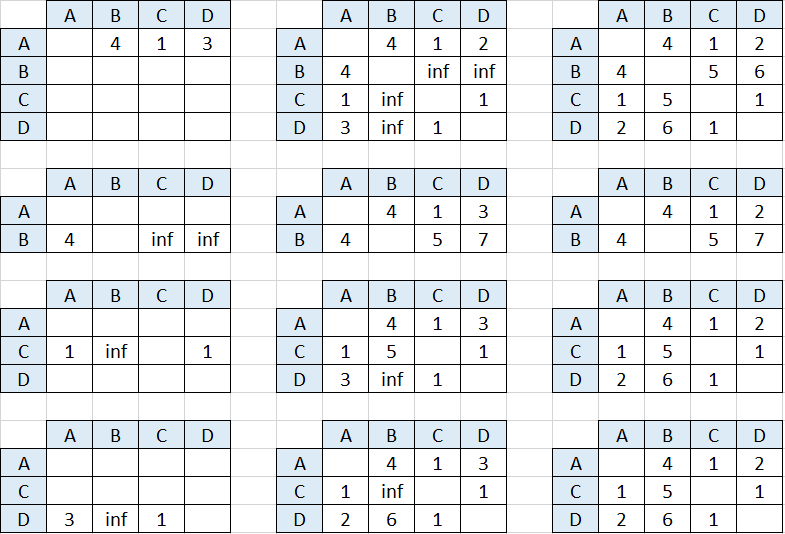 A B C D A B C D A B C D
A 4 1 3 A 4 1 2 A 4 1 2
B B 4 inf inf B 4 5 6
C C 1 inf 1 C 1 5 1
D D 3 inf 1 D 2 6 1
A B C D A B C D A B C D
A A 4 1 3 A 4 1 2
B 4 inf inf B 4 5 7 B 4 5 7
A B C D A B C D A B C D
A A 4 1 3 A 4 1 2
C 1 inf 1 C 1 5 1 C 1 5 1
D D 3 inf 1 D 2 6 1
A B C D A B C D A B C D
A A 4 1 3 A 4 1 2
C C 1 inf 1 C 1 5 1
D 3 inf 1 D 2 6 1 D 2 6 1